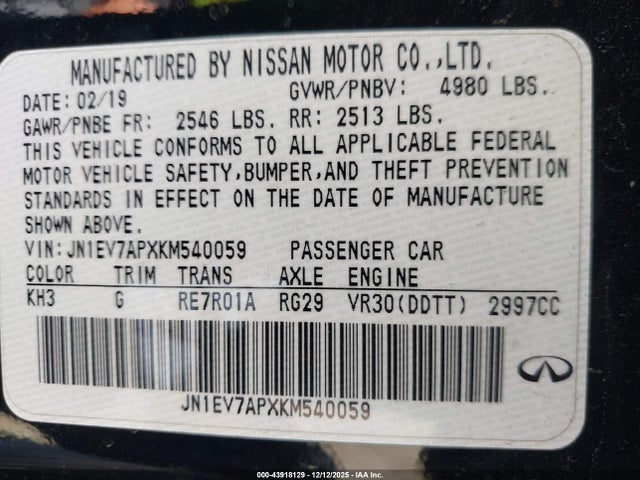 MANUFACTURED BY NISSAN MOTOR CO.,LTD.
DATE: 02/19 GVWR/PNBV: 4980 LBS.
GAWR/PNBE FR: 2546 LBS. RR: 2513 LBS.
THIS VEHICLE CONFORMS TO ALL APPLICABLE FEDERAL
MOTOR VEHICLE SAFETY,BUMPER,AND THEFT PREVENTION
STANDARDS IN EFFECT ON THE DATE OF MANUFACTURE
SHOWN ABOVE.
VIN:JN1EV7APXKM540059 PASSENGER CAR
COLOR TRIM TRANS AXLE ENGINE
KH3 G RE7R01A RG29 VR30(DDTT) 2997CC
JN1EV7APXKM540059
000-43918129 - 12/12/2025 - IAA Inc.